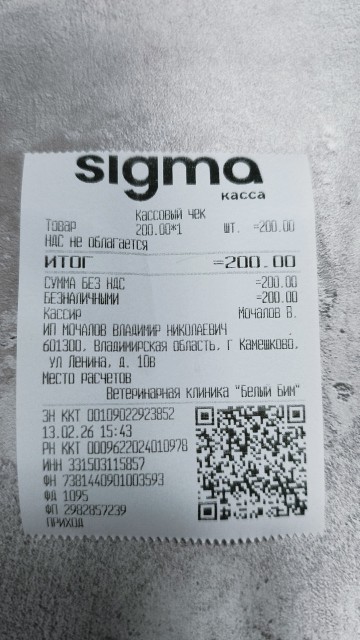 sigma
касса
Кассовый чек
Товар 200.00*1 шт. =200.00
НДС не облагается
ИТОГ =200.00
СУММА БЕЗ НДС =200.00
БЕЗНАЛИЧНЫМИ =200.00
Кассир Мочалов В.
ИП МОЧАЛОВ ВЛАДИМИР НИКОЛАЕВИЧ
601300, Владимирская область, г Камешково,
ул Ленина, д. 10в
Место расчетов
Ветеринарная клиника "Белый Бим"
ЗН ККТ 00109022923852
13.02.26 15:43
РН ККТ 0009622024010978
ИНН 331503115857
ФН 7381440901003593
ФД 1095
ФП 2982857239
ПРИХОД